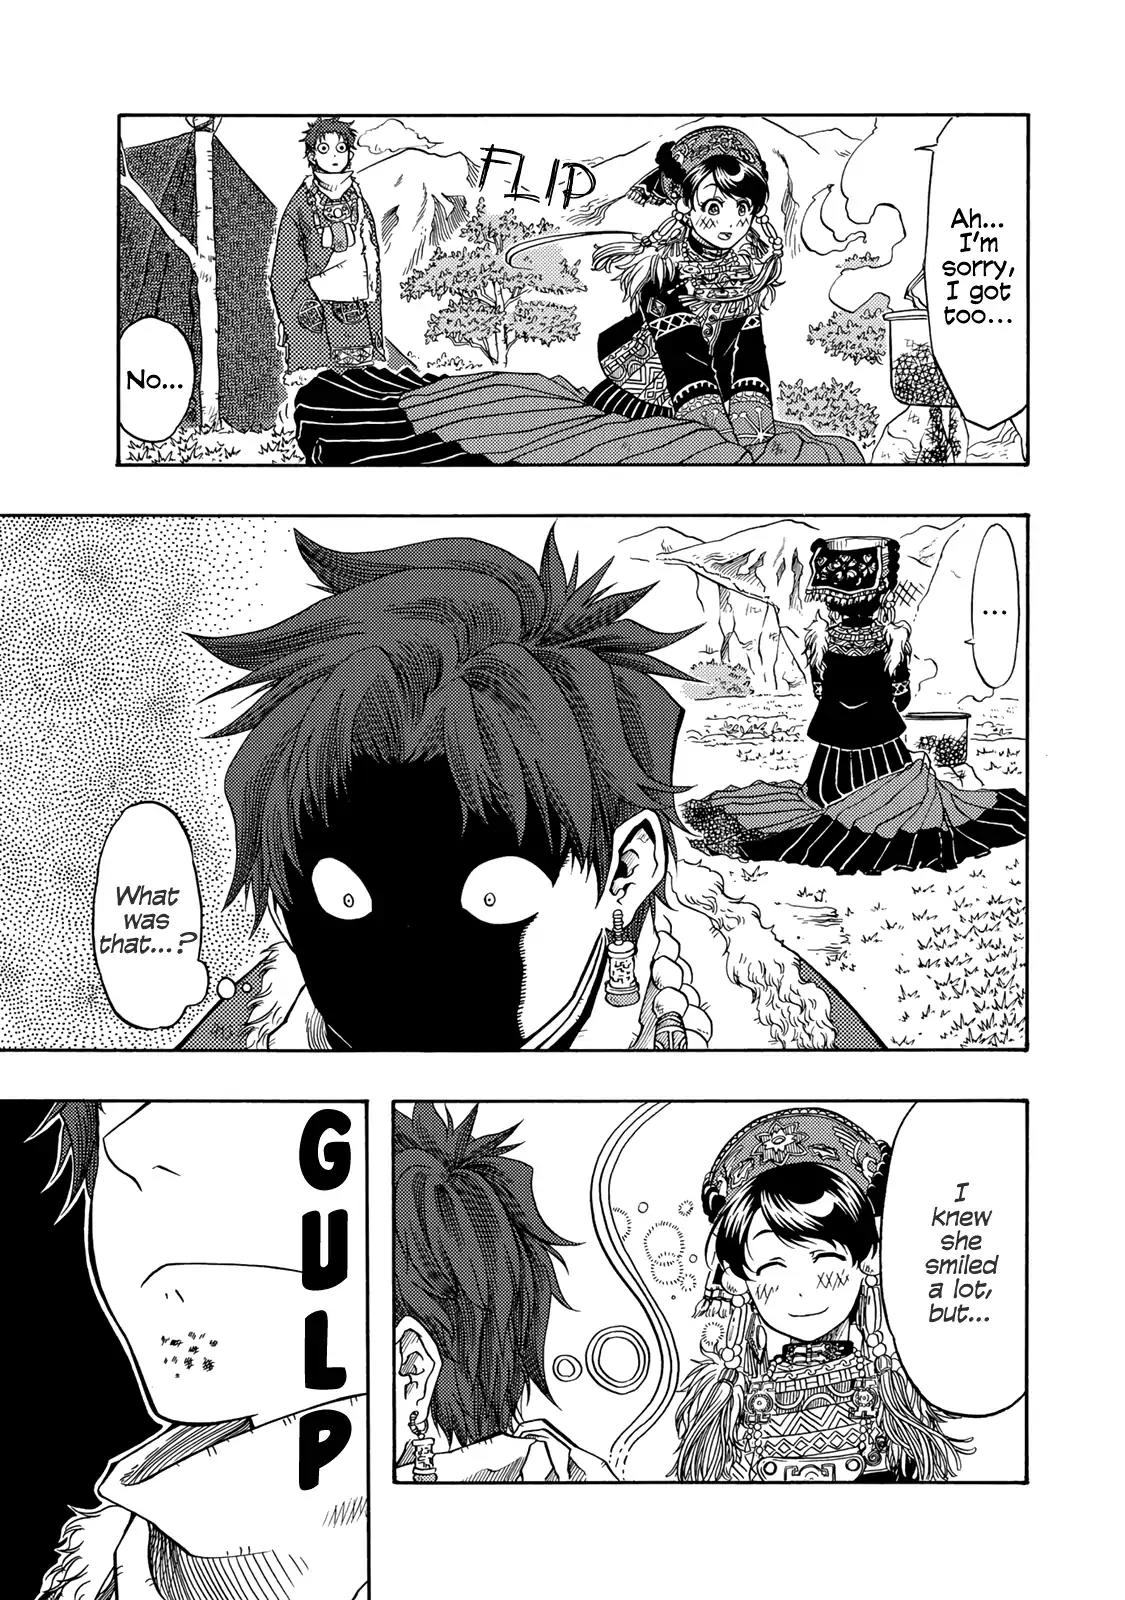 Ah...
I'm
sorry,
I got
too...
FLIP
No...
...
What
was
that...?
I
knew
she
smiled
a lot,
but...
GULP